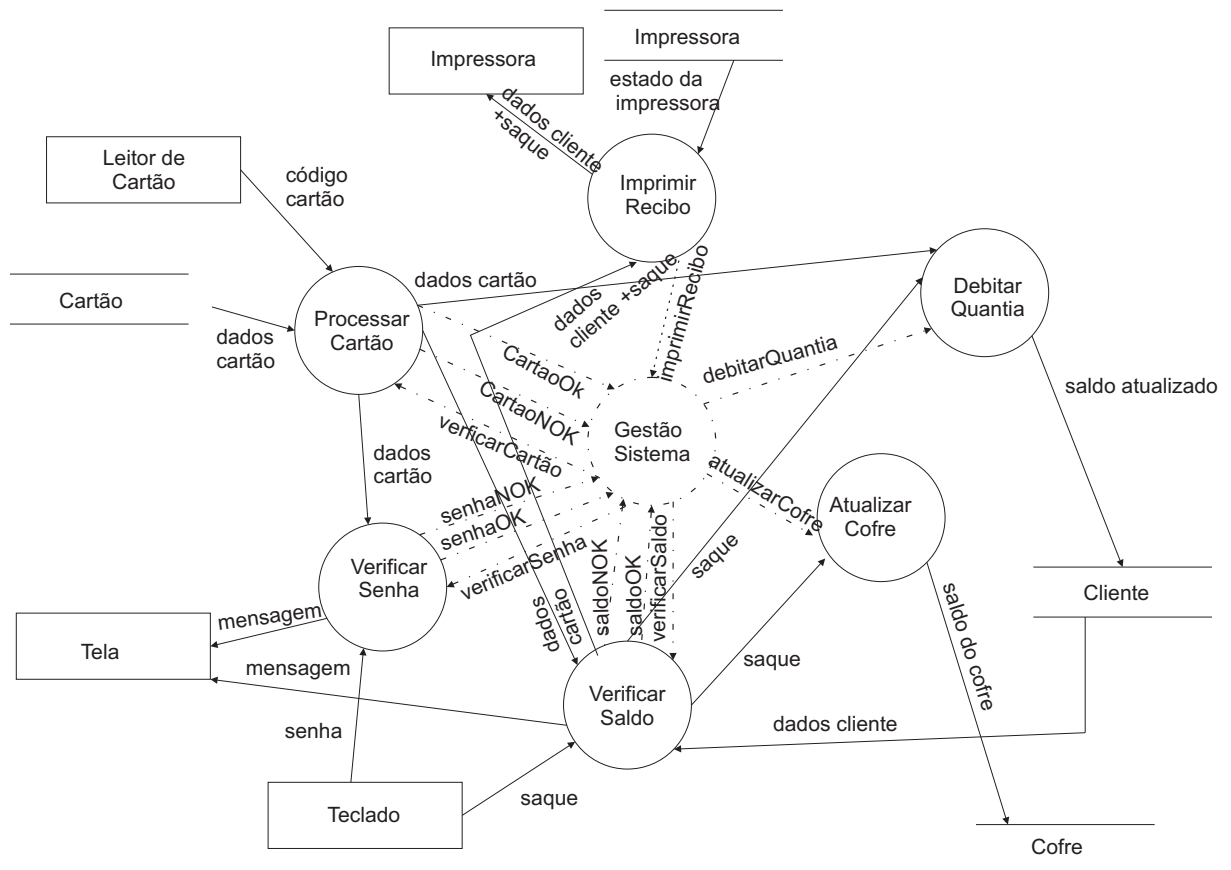 Impressora
Impressora
estado da
impressora
dados cliente
+saque
Leitor de
Cartão
código
cartão
Imprimir
Recibo
Cartão
dados
cartão
Processar
Cartão
dados cartão
dados
cliente +saque
imprimirRecibo
Debitar
Quantia
CartaoOk
CartaoNOK
verficarCartão
debitarQuantia
saldo atualizado
Gestão
Sistema
dados
cartão
senhaNOK
senhaOK
verificarSenha
atualizarCofre
Atualizar
Cofre
Verificar
Senha
dados
cartão
saldoNOK
saldoOK
verificarSaldo
saque
saldo do cofre
Cliente
mensagem
Tela
mensagem
Verificar
Saldo
saque
dados cliente
senha
Teclado
saque
Cofre